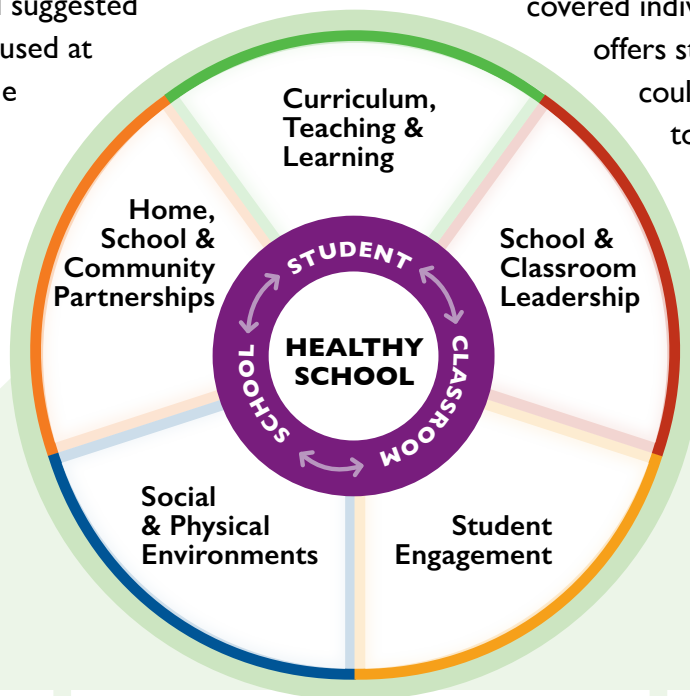 suggested
used at
e
covered indiv
offers st
coul
to
Curriculum,
Teaching &
Learning
Home,
School &
Community
Partnerships
School &
Classroom
Leadership
STUDENT
CLASSROOM
SCHOOL
HEALTHY
SCHOOL
Social
& Physical
Environments
Student
Engagement